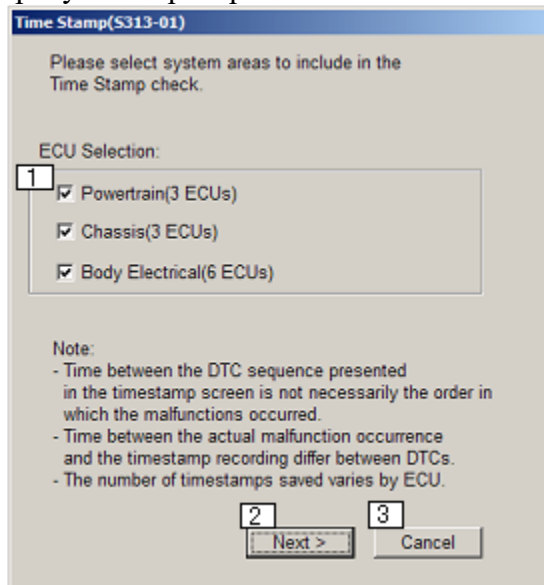 Time Stamp(S313-01)
Please select system areas to include in the
Time Stamp check.
ECU Selection:
1
Powertrain(3 ECUs)
Chassis(3 ECUs)
Body Electrical(6 ECUs)
Note:
- Time between the DTC sequence presented
in the timestamp screen is not necessarily the order in
which the malfunctions occurred.
- Time between the actual malfunction occurrence
and the timestamp recording differ between DTCs.
- The number of timestamps saved varies by ECU.
2 3
Next > Cancel